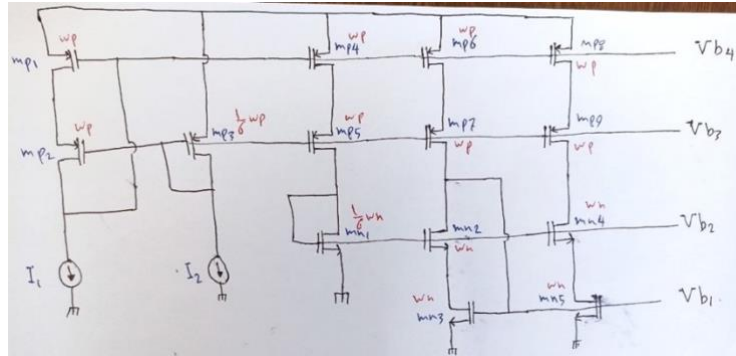 wp wp wp mp8 Vb4
mp1 mp4 mp6 wp
wp 1/6 wp wp
mp2 mp3 mp5 mp7 mp9 Vb3
wp wp
1/6 wn wn
mn1 mn2 mn4 Vb2
wn
I1 I2 wn wn
mn3 mn5 Vb1